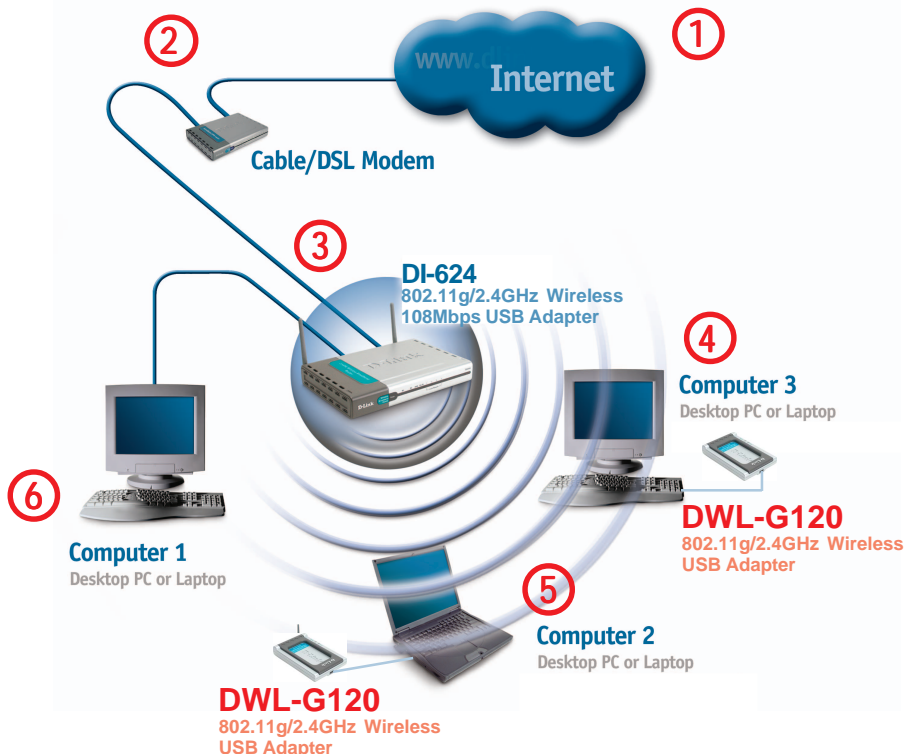 2
1
www.di
Internet
Cable/DSL Modem
3
DI-624
802.11g/2.4GHz Wireless
108Mbps USB Adapter
D-Link
D-Link
4
Computer 3
Desktop PC or Laptop
6
DWL-G120
802.11g/2.4GHz Wireless
USB Adapter
Computer 1
Desktop PC or Laptop
5
Computer 2
Desktop PC or Laptop
DWL-G120
802.11g/2.4GHz Wireless
USB Adapter